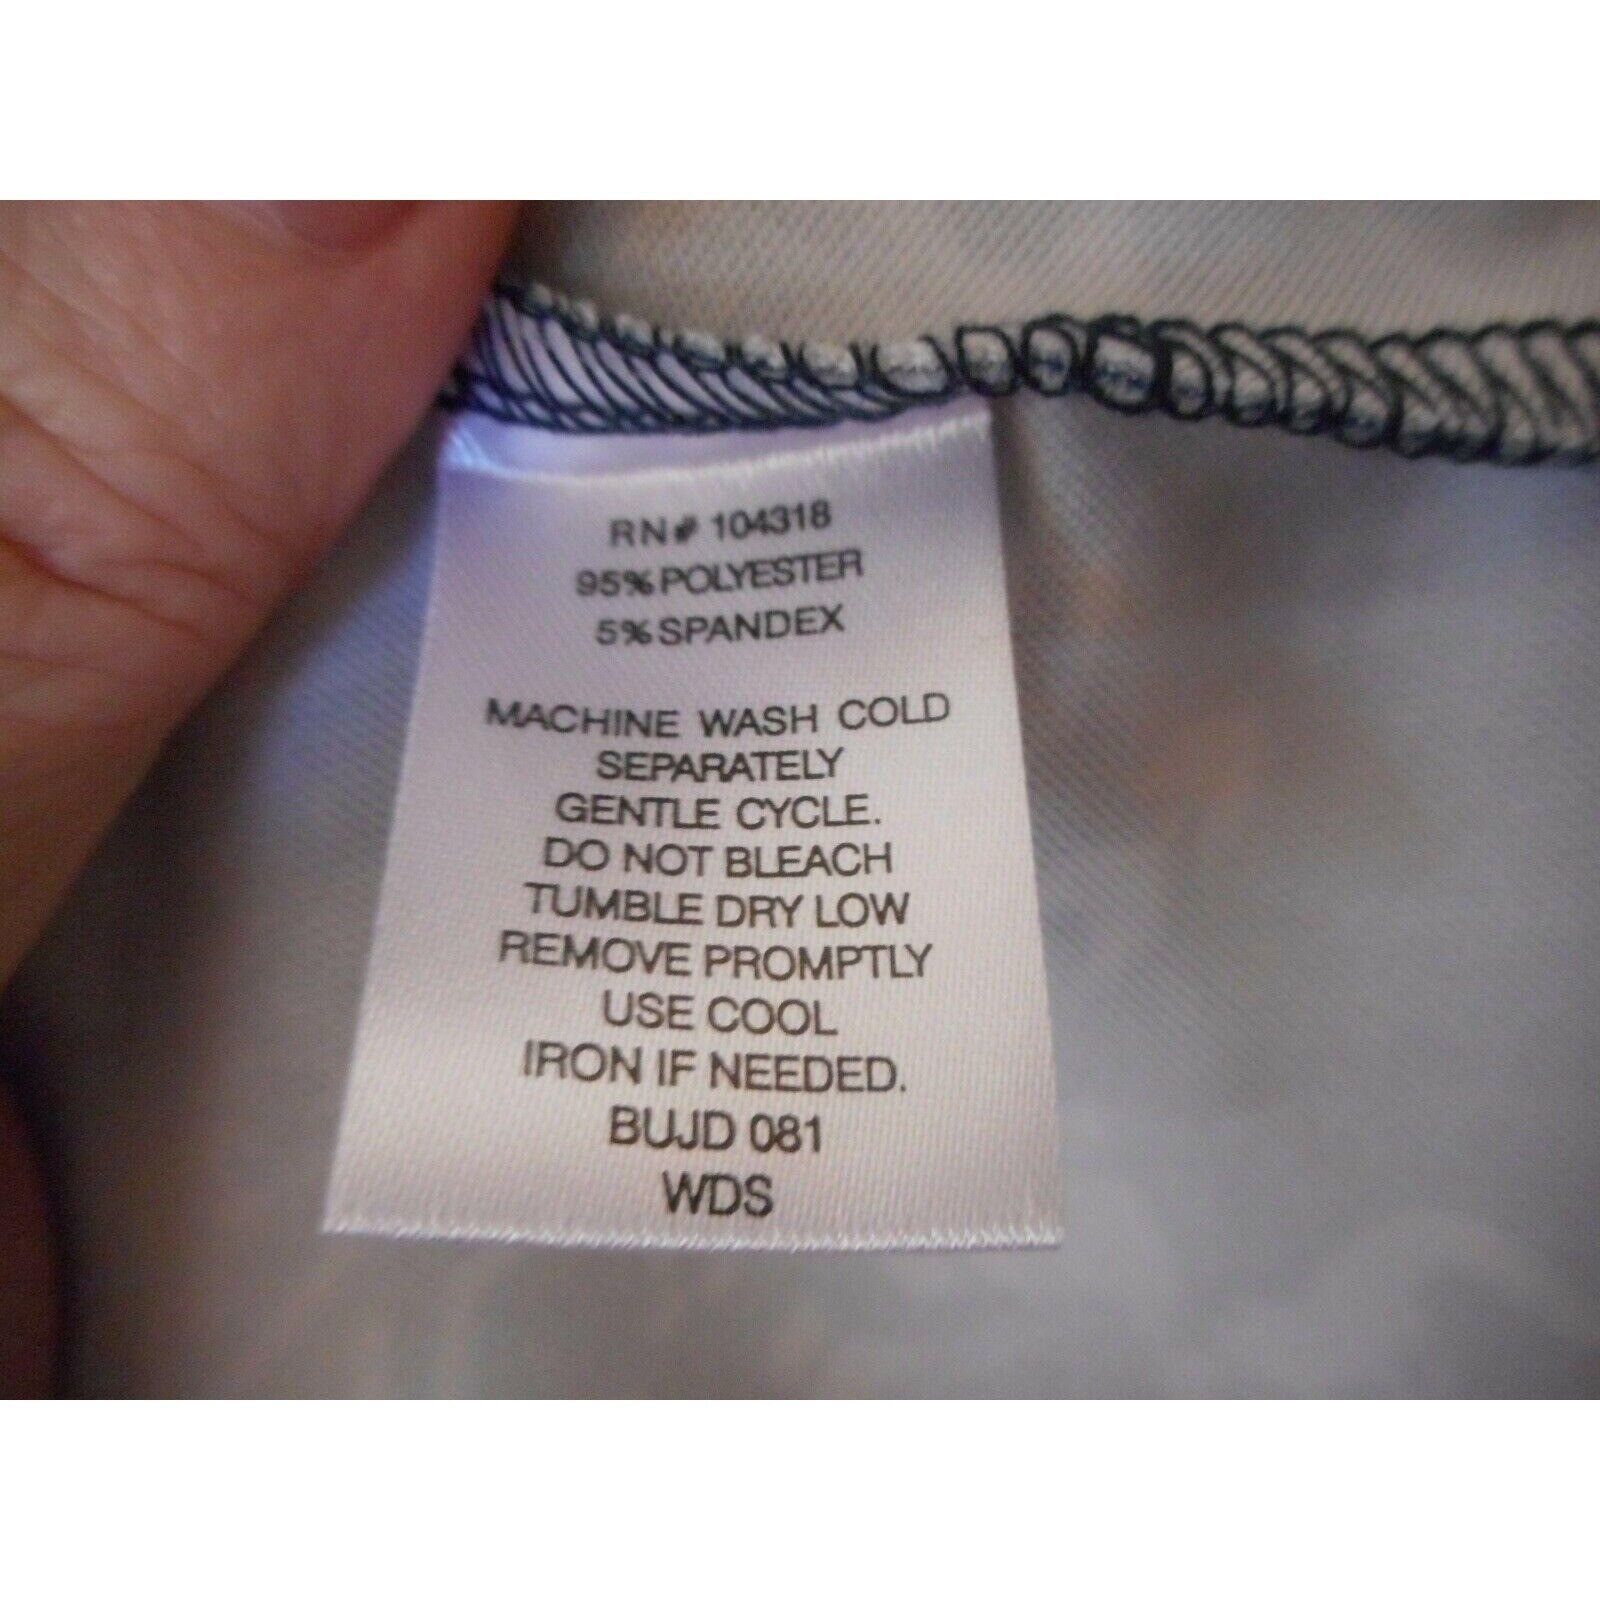 RN# 104318
95% POLYESTER
5% SPANDEX
MACHINE WASH COLD
SEPARATELY
GENTLE CYCLE.
DO NOT BLEACH
TUMBLE DRY LOW
REMOVE PROMPTLY
USE COOL
IRON IF NEEDED.
BUJD 081
WDS